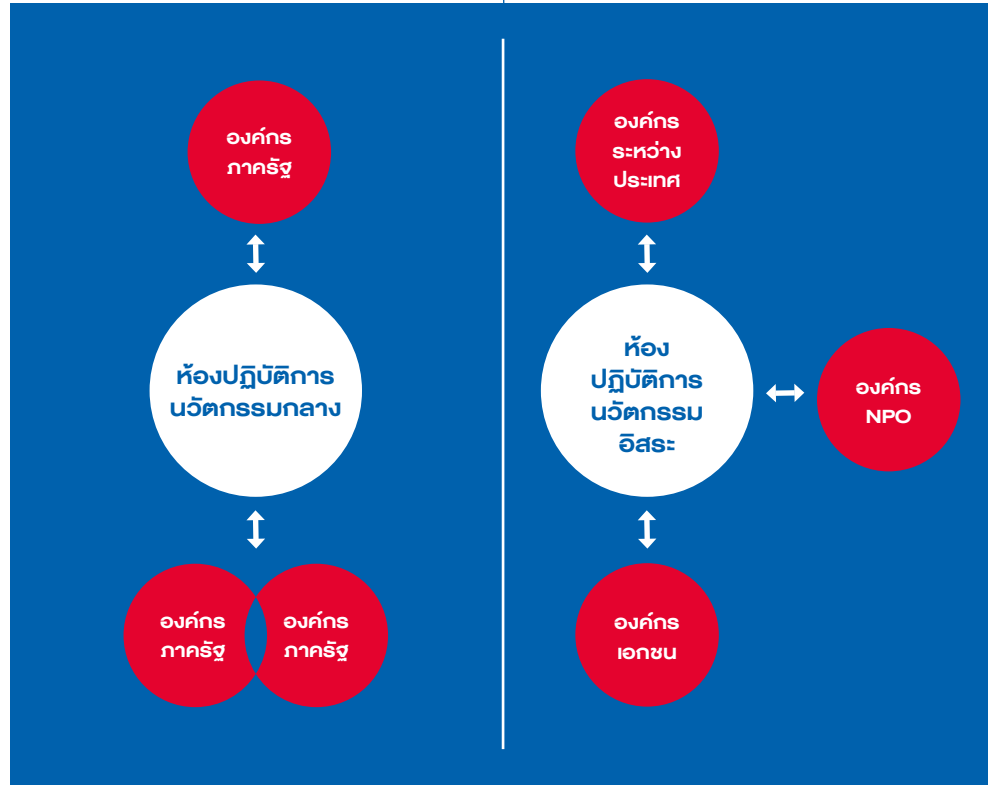 องค์กร
ภาครัฐ
ห้องปฏิบัติการ
นวัตกรรมกลาง
องค์กร
ภาครัฐ
องค์กร
ภาครัฐ
องค์กร
ระหว่าง
ประเทศ
ห้อง
ปฏิบัติการ
นวัตกรรม
อิสระ
องค์กร
NPO
องค์กร
เอกชน